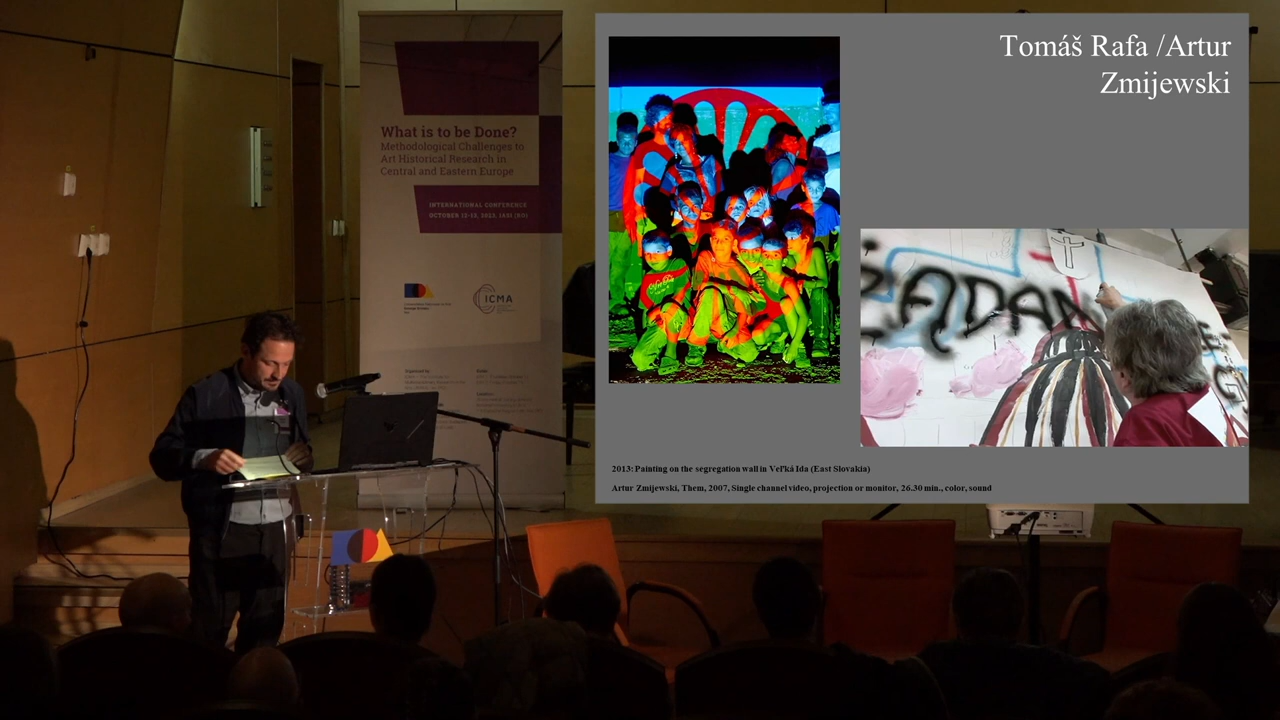 What is to be Done?
Methodological Challenges to
Art Historical Research in
Central and Eastern Europe
INTERNATIONAL CONFERENCE
ICMA
Tomáš Rafa /Artur
Zmijewski
ZADAN
2013: Painting on the segregation wall in Veľká Ida (East Slovakia)
Artur Zmijewski, Them, 2007, Single channel video, projection or monitor, 26.30 min., color, sound